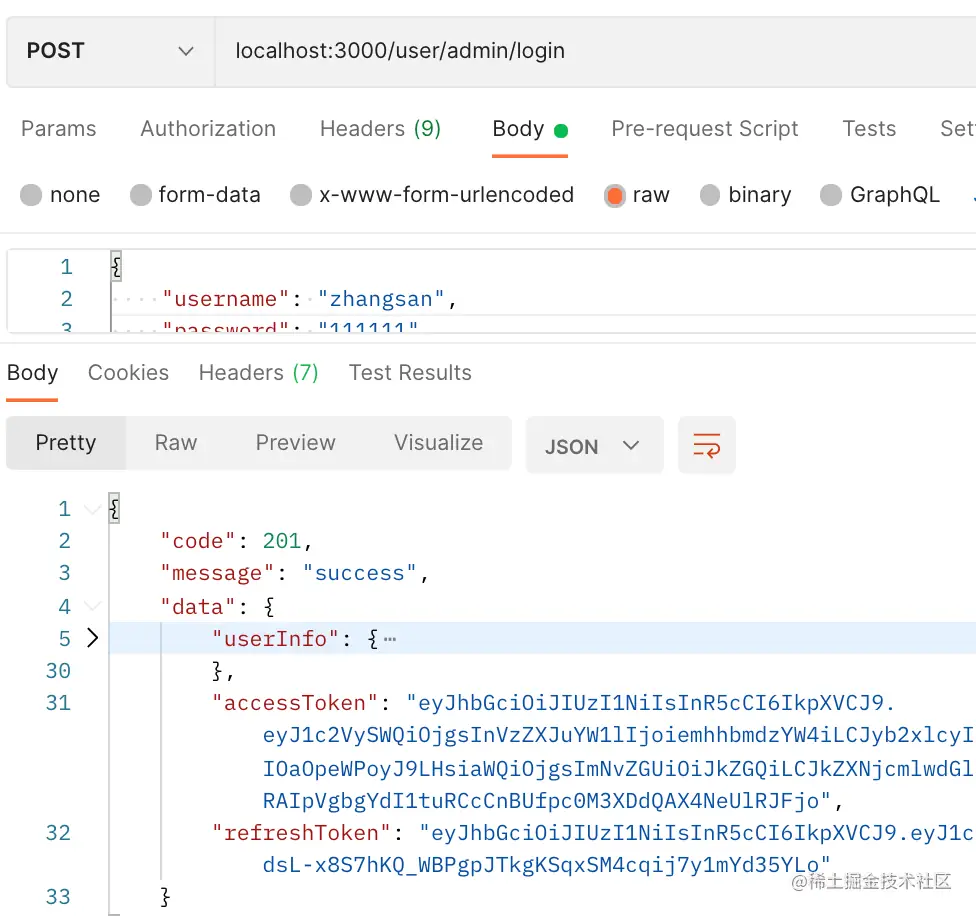 POST localhost:3000/user/admin/login
Params Authorization Headers (9) Body Pre-request Script Tests Set
none form-data x-www-form-urlencoded raw binary GraphQL
1 {
2 "username": "zhangsan",
3 "password": "111111"
Body Cookies Headers (7) Test Results
Pretty Raw Preview Visualize JSON
1 {
2 "code": 201,
3 "message": "success",
4 "data": {
5 "userInfo": {…
30 },
31 "accessToken": "eyJhbGciOiJIUzI1NiIsInR5cCI6IkpXVCJ9.
eyJ1c2VySWQiOjgsInVzZXJuYW1lIjoiemhhbmdzYW4iLCJyb2xlcyI
IOaOpeWPoyJ9LHsiaWQiOjgsImNvZGUiOiJkZGQiLCJkZXNjcmlwdGl
RAIpVgbgYdI1tuRCcCnBUfpc0M3XDdQAX4NeUlRJFjo",
32 "refreshToken": "eyJhbGciOiJIUzI1NiIsInR5cCI6IkpXVCJ9.eyJ1c
dsL-x8S7hKQ_WBPgpJTkgKSqxSM4cqij7y1mYd35YLo"
33 }
@稀土掘金技术社区